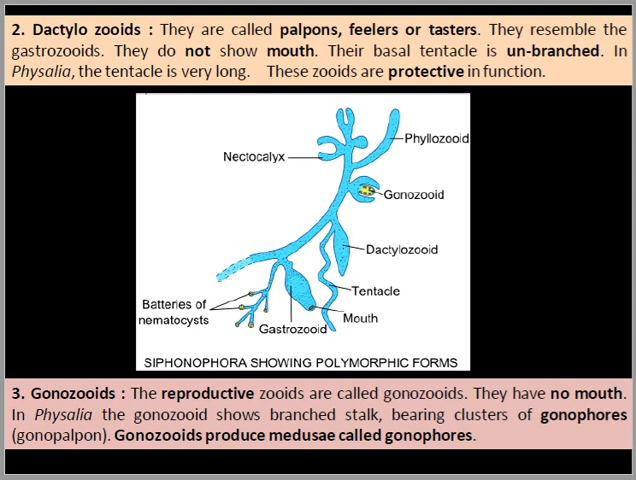 2. Dactylo zooids : They are called palpons, feelers or tasters. They resemble the
gastrozooids. They do not show mouth. Their basal tentacle is un-branched. In
Physalia, the tentacle is very long. These zooids are protective in function.
Phyllozooid
Nectocalyx
Gonozooid
Dactylozooid
Tentacle
Batteries of
nematocysts
Mouth
Gastrozooid
SIPHONOPHORA SHOWING POLYMORPHIC FORMS
3. Gonozooids : The reproductive zooids are called gonozooids. They have no mouth.
In Physalia the gonozooid shows branched stalk, bearing clusters of gonophores
(gonopalpon). Gonozooids produce medusae called gonophores.